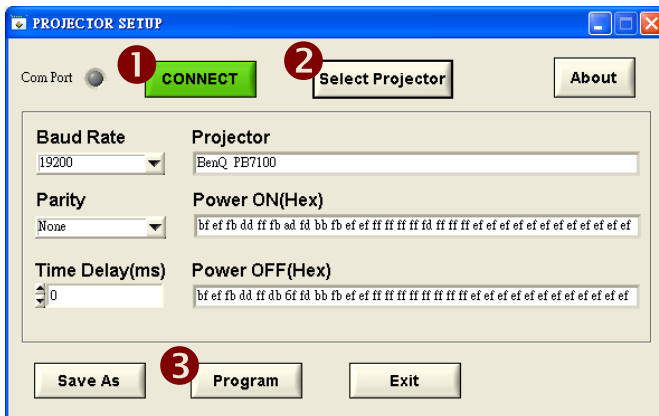 PROJECTOR SETUP
1 2
Com Port CONNECT Select Projector About
Baud Rate Projector
19200 BenQ PB7100
Parity Power ON(Hex)
None bf ef fb dd ff fb ad fd bb fb ef ef ff ff ff ff fd ff ff ff ef ef ef ef ef ef ef ef ef ef ef
Time Delay(ms) Power OFF(Hex)
0 bf ef fb dd ff db 6f fd bb fb ef ef ff ff ff ff ff ff ff ff ef ef ef ef ef ef ef ef ef ef ef
3
Save As Program Exit